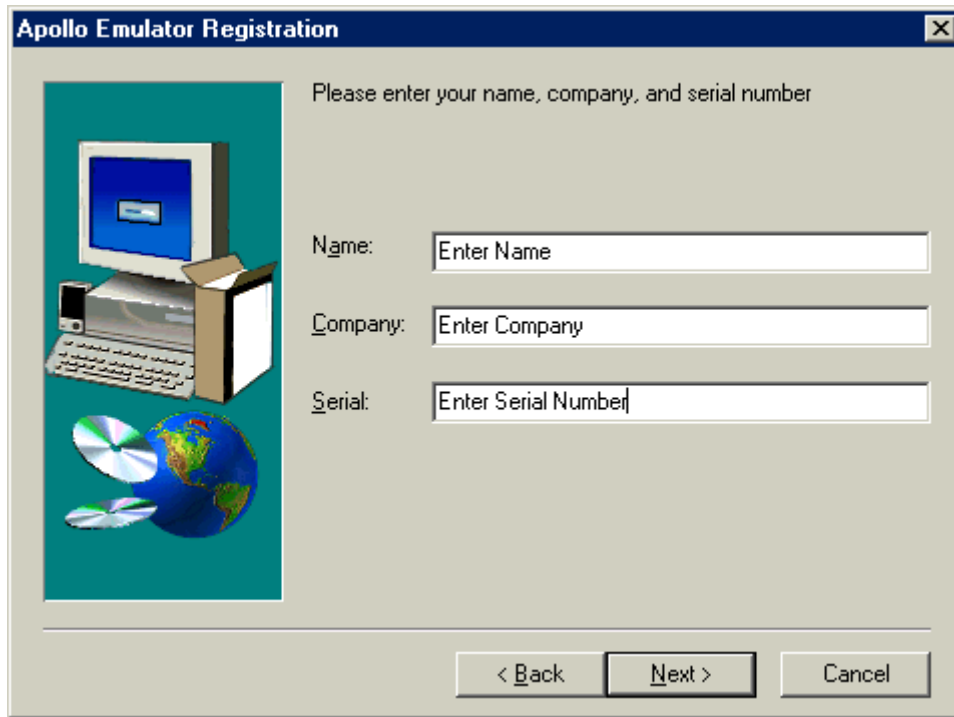 Apollo Emulator Registration
Please enter your name, company, and serial number
Name: Enter Name
Company: Enter Company
Serial: Enter Serial Number
< Back Next > Cancel